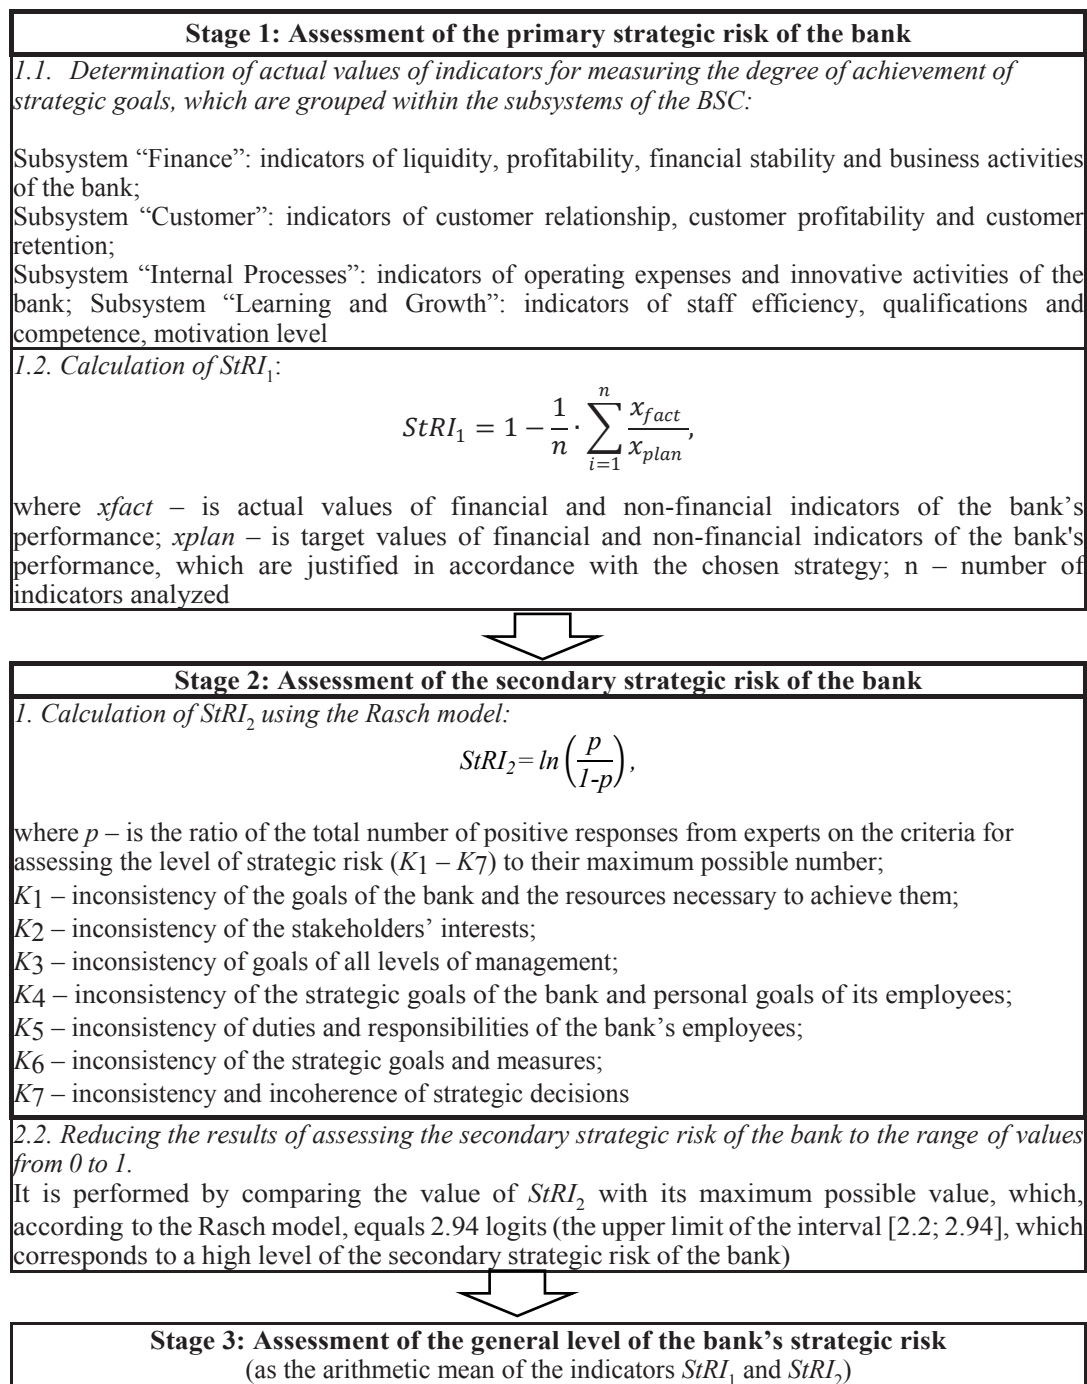 Stage 1: Assessment of the primary strategic risk of the bank
1.1. Determination of actual values of indicators for measuring the degree of achievement of
strategic goals, which are grouped within the subsystems of the BSC:
Subsystem “Finance”: indicators of liquidity, profitability, financial stability and business activities
of the bank;
Subsystem “Customer”: indicators of customer relationship, customer profitability and customer
retention;
Subsystem “Internal Processes”: indicators of operating expenses and innovative activities of the
bank; Subsystem “Learning and Growth”: indicators of staff efficiency, qualifications and
competence, motivation level
1.2. Calculation of StRI₁:
StRI₁ = 1 − 1/n · ∑ᵢ₌₁ⁿ x_fact/x_plan,
where xfact – is actual values of financial and non-financial indicators of the bank’s
performance; xplan – is target values of financial and non-financial indicators of the bank's
performance, which are justified in accordance with the chosen strategy; n – number of
indicators analyzed
Stage 2: Assessment of the secondary strategic risk of the bank
1. Calculation of StRI₂ using the Rasch model:
StRI₂= ln (p/1-p),
where p – is the ratio of the total number of positive responses from experts on the criteria for
assessing the level of strategic risk (K1 – K7) to their maximum possible number;
K1 – inconsistency of the goals of the bank and the resources necessary to achieve them;
K2 – inconsistency of the stakeholders’ interests;
K3 – inconsistency of goals of all levels of management;
K4 – inconsistency of the strategic goals of the bank and personal goals of its employees;
K5 – inconsistency of duties and responsibilities of the bank’s employees;
K6 – inconsistency of the strategic goals and measures;
K7 – inconsistency and incoherence of strategic decisions
2.2. Reducing the results of assessing the secondary strategic risk of the bank to the range of values
from 0 to 1.
It is performed by comparing the value of StRI₂ with its maximum possible value, which,
according to the Rasch model, equals 2.94 logits (the upper limit of the interval [2.2; 2.94], which
corresponds to a high level of the secondary strategic risk of the bank)
Stage 3: Assessment of the general level of the bank’s strategic risk
(as the arithmetic mean of the indicators StRI₁ and StRI₂)